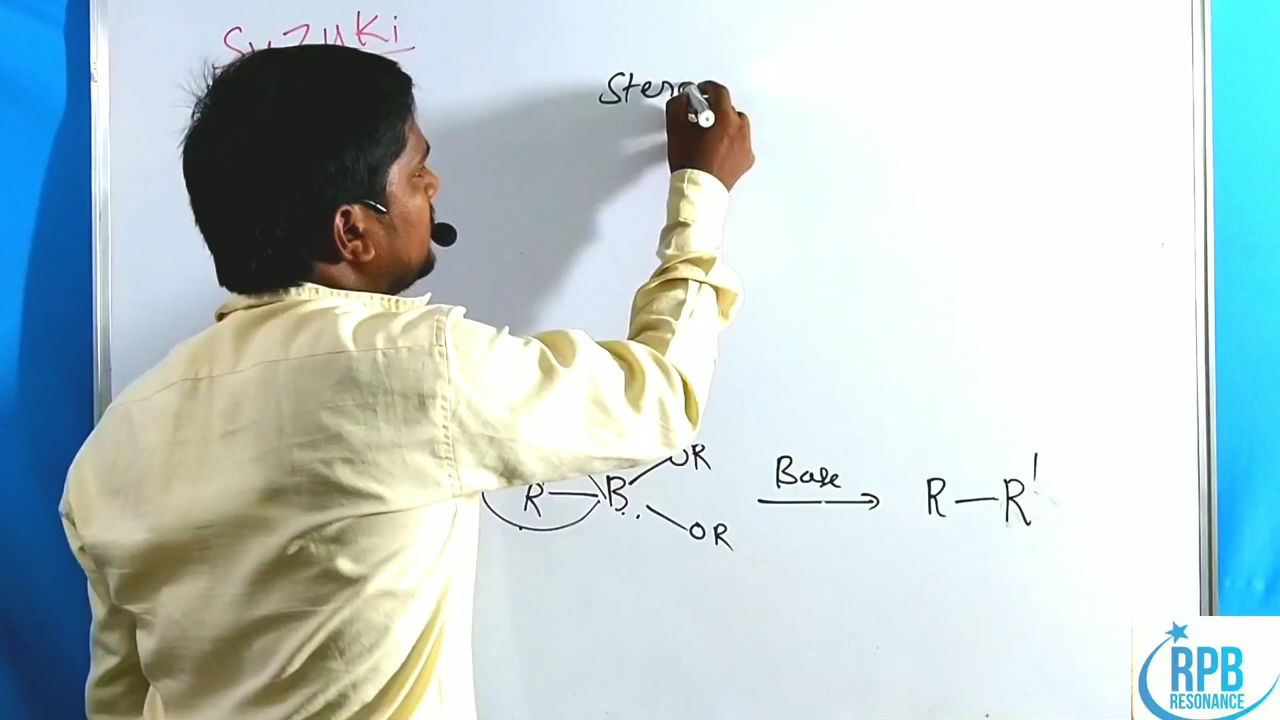 Suzuki
Stere
OR
R—B
Base
R—R'
OR
RPB
RESONANCE